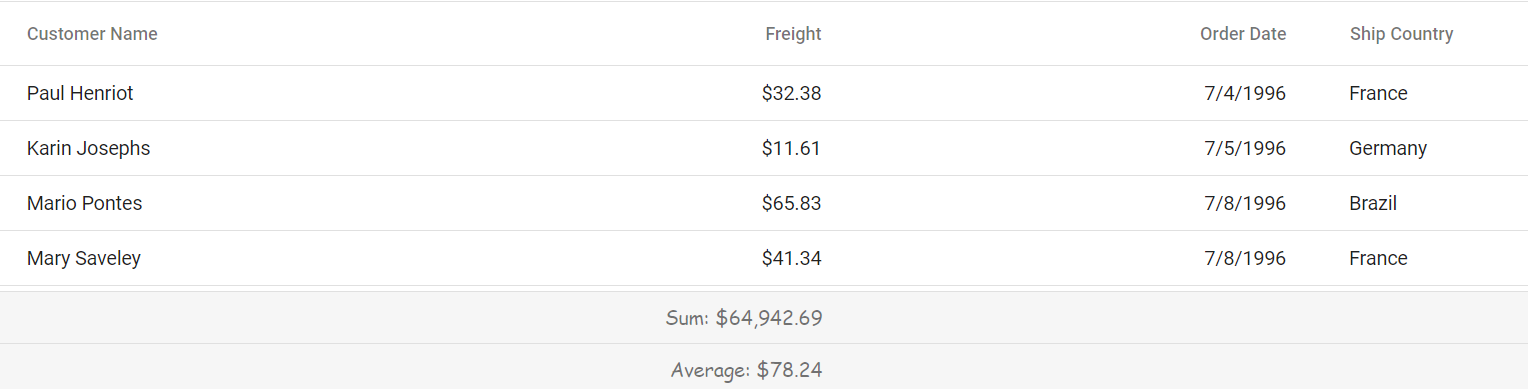 Customer Name Freight Order Date Ship Country
Paul Henriot $32.38 7/4/1996 France
Karin Josephs $11.61 7/5/1996 Germany
Mario Pontes $65.83 7/8/1996 Brazil
Mary Saveley $41.34 7/8/1996 France
Sum: $64,942.69
Average: $78.24